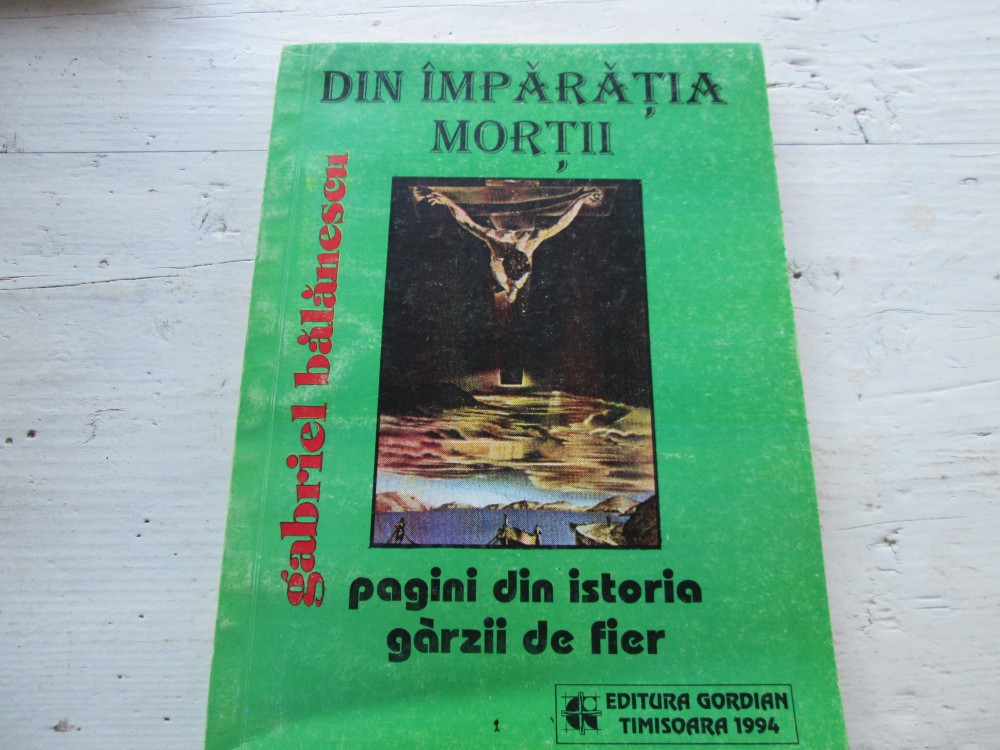 DIN ÎMPĂRĂȚIA
MORȚII
gabriel bălănescu
pagini din istoria
gàrzii de fier
EDITURA GORDIAN
TIMISOARA 1994